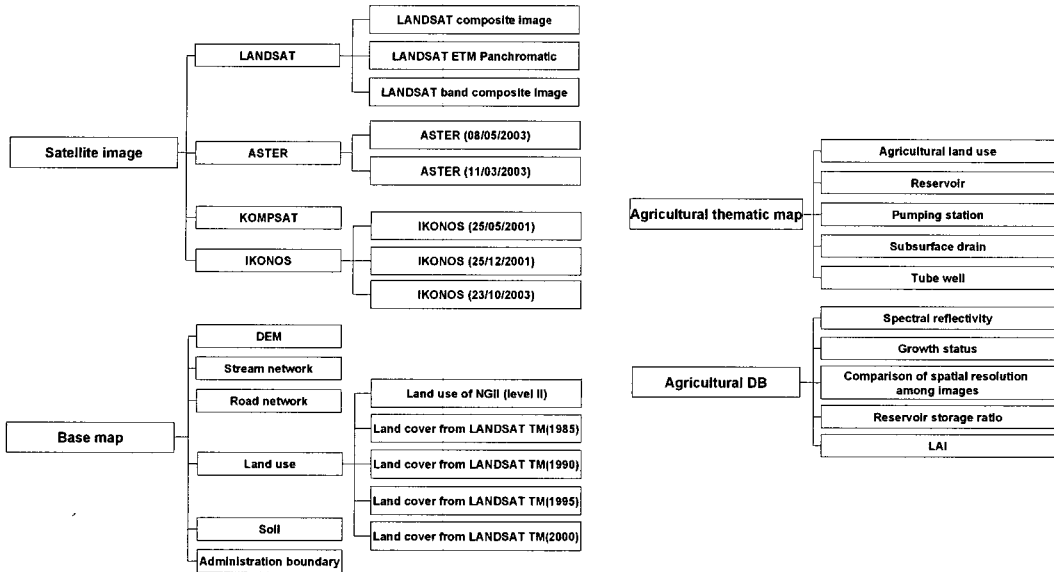 Satellite image
LANDSAT
LANDSAT composite image
LANDSAT ETM Panchromatic
LANDSAT band composite image
ASTER
ASTER (08/05/2003)
ASTER (11/03/2003)
KOMPSAT
IKONOS
IKONOS (25/05/2001)
IKONOS (25/12/2001)
IKONOS (23/10/2003)
Base map
DEM
Stream network
Road network
Land use
Land use of NGII (level II)
Land cover from LANDSAT TM(1985)
Land cover from LANDSAT TM(1990)
Land cover from LANDSAT TM(1995)
Land cover from LANDSAT TM(2000)
Soil
Administration boundary
Agricultural thematic map
Agricultural land use
Reservoir
Pumping station
Subsurface drain
Tube well
Agricultural DB
Spectral reflectivity
Growth status
Comparison of spatial resolution
among images
Reservoir storage ratio
LAI